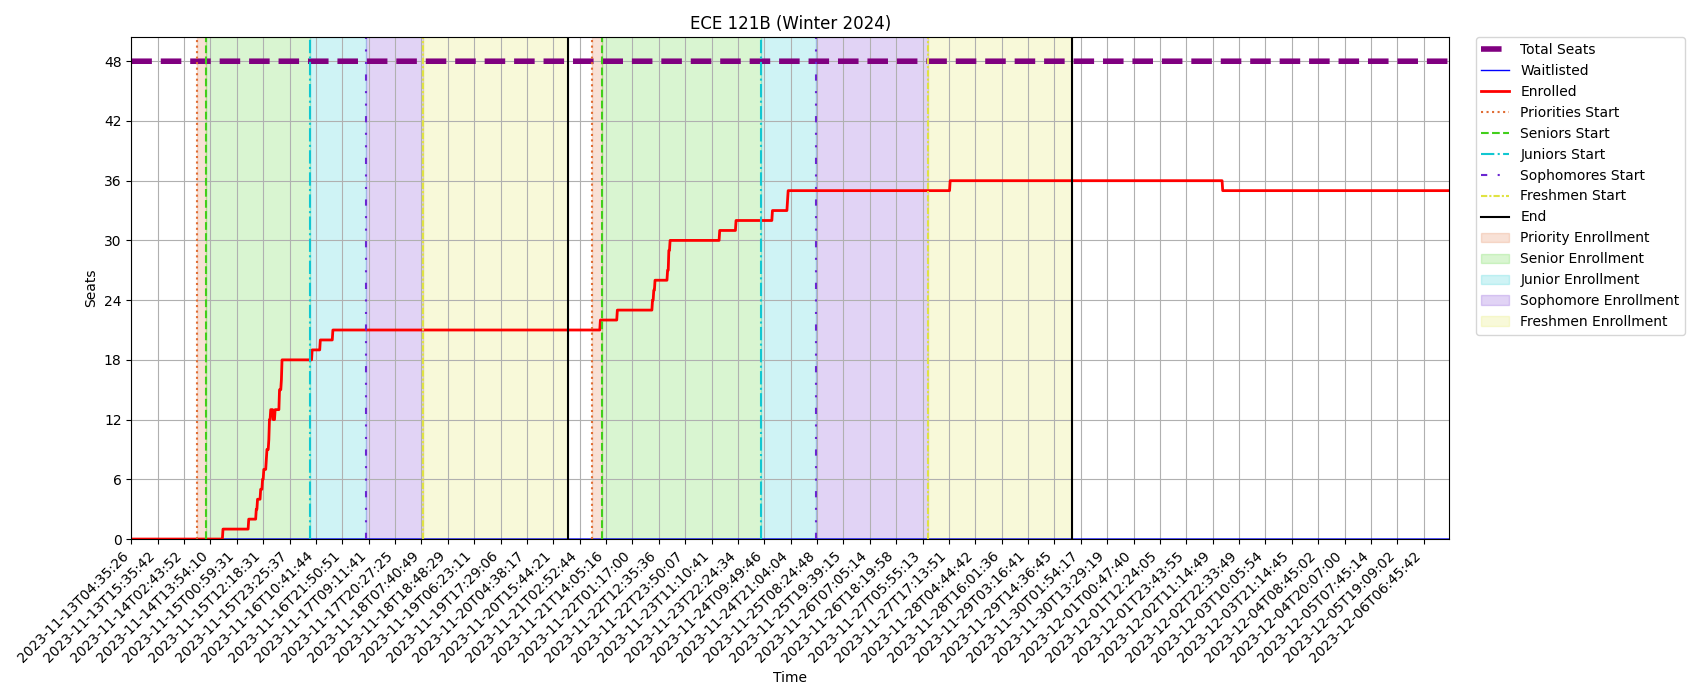 ECE 121B (Winter 2024)
Seats
48
42
36
30
24
18
12
6
0
2023-11-13T04:35:26
2023-11-13T15:35:42
2023-11-14T02:43:52
2023-11-14T13:54:10
2023-11-15T00:59:31
2023-11-15T12:18:31
2023-11-15T23:25:37
2023-11-16T10:41:44
2023-11-16T21:50:51
2023-11-17T09:11:41
2023-11-17T20:27:25
2023-11-18T07:40:49
2023-11-18T18:48:29
2023-11-19T06:23:11
2023-11-19T17:29:06
2023-11-20T04:38:17
2023-11-20T15:44:21
2023-11-21T02:52:44
2023-11-21T14:05:16
2023-11-22T01:17:00
2023-11-22T12:35:36
2023-11-22T23:50:07
2023-11-23T11:10:41
2023-11-23T22:24:34
2023-11-24T09:49:46
2023-11-24T21:04:04
2023-11-25T08:24:48
2023-11-25T19:39:15
2023-11-26T07:05:14
2023-11-26T18:19:58
2023-11-27T05:55:13
2023-11-27T17:13:51
2023-11-28T04:44:42
2023-11-28T16:01:36
2023-11-29T03:16:41
2023-11-29T14:36:45
2023-11-30T01:54:17
2023-11-30T13:29:19
2023-12-01T00:47:40
2023-12-01T12:24:05
2023-12-01T23:43:55
2023-12-02T11:14:49
2023-12-02T22:33:49
2023-12-03T10:05:54
2023-12-03T21:14:45
2023-12-04T08:45:02
2023-12-04T20:07:00
2023-12-05T07:45:14
2023-12-05T19:09:02
2023-12-06T06:45:42
Time
Total Seats
Waitlisted
Enrolled
Priorities Start
Seniors Start
Juniors Start
Sophomores Start
Freshmen Start
End
Priority Enrollment
Senior Enrollment
Junior Enrollment
Sophomore Enrollment
Freshmen Enrollment